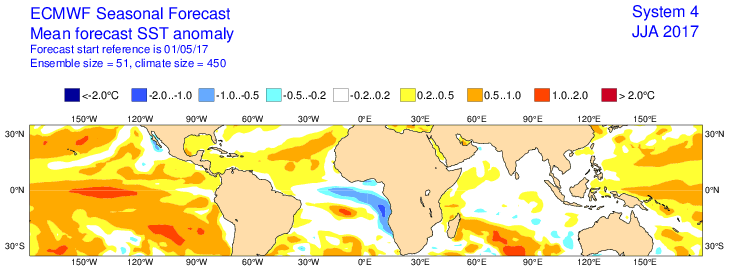 ECMWF Seasonal Forecast
System 4
Mean forecast SST anomaly
JJA 2017
Forecast start reference is 01/05/17
Ensemble size = 51, climate size = 450
<-2.0°C -2.0..-1.0 -1.0..-0.5 -0.5..-0.2 -0.2..0.2 0.2..0.5 0.5..1.0 1.0..2.0 > 2.0°C
150°W 120°W 90°W 60°W 30°W 0°E 30°E 60°E 90°E 120°E 150°E
30°N 30°N
0°N 0°N
30°S 30°S
150°W 120°W 90°W 60°W 30°W 0°E 30°E 60°E 90°E 120°E 150°E